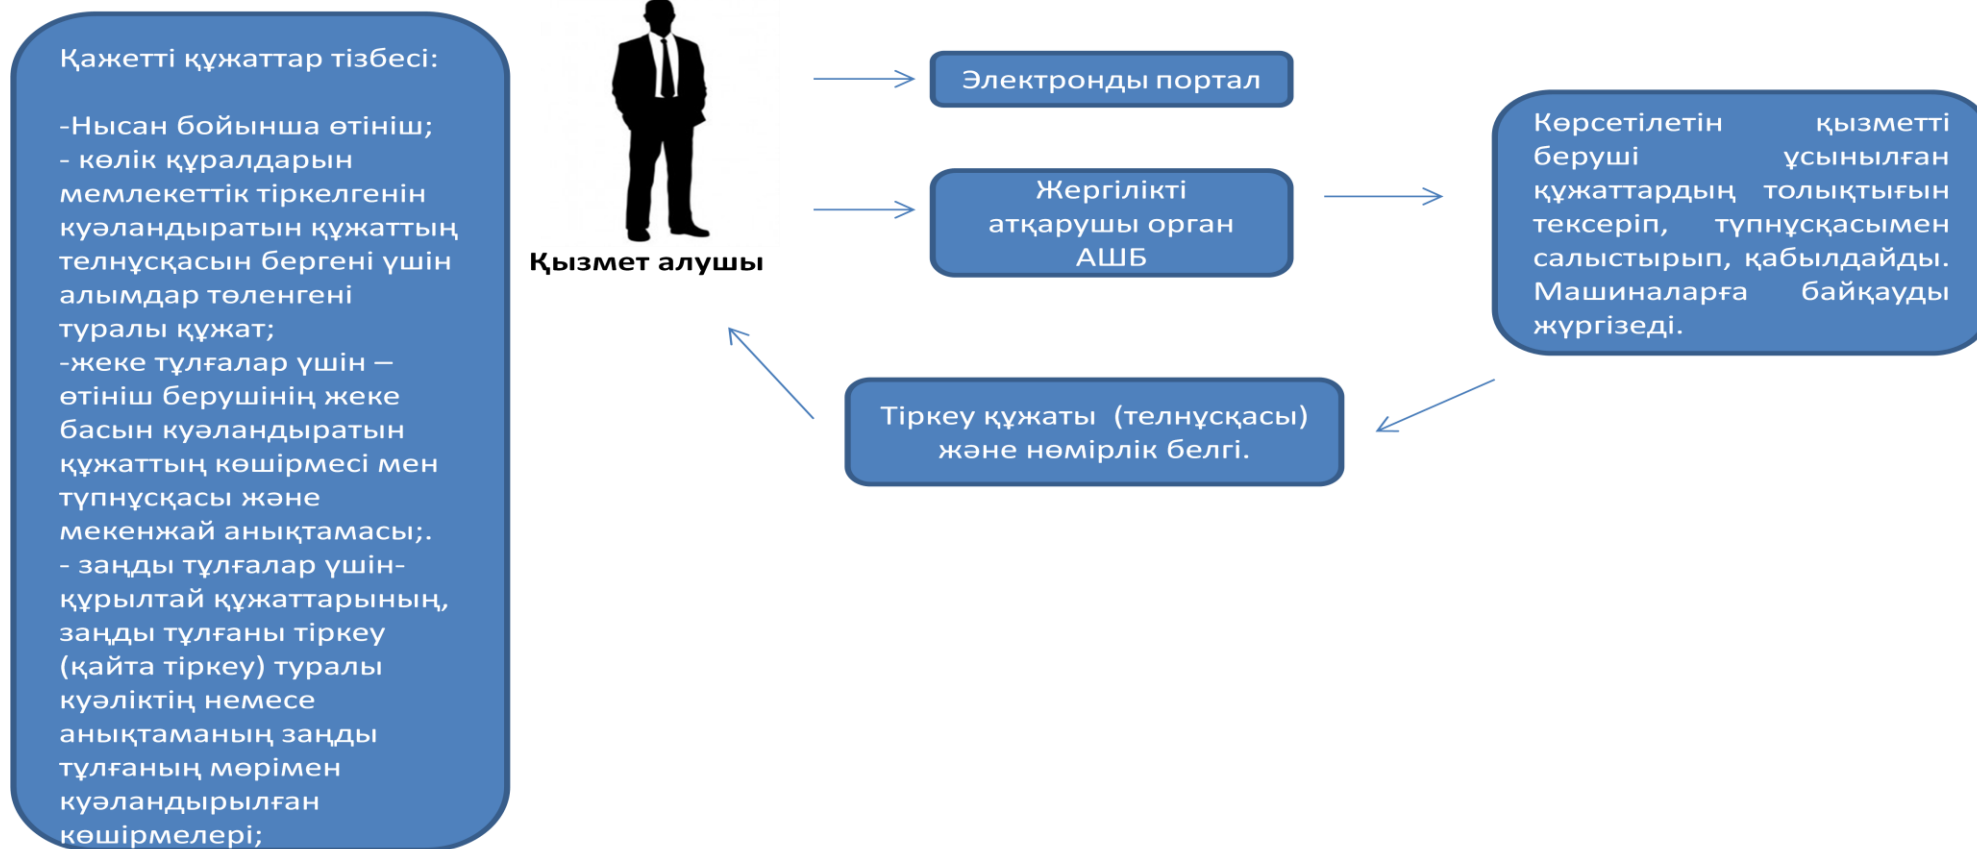 Қажетті құжаттар тізбесі:
-Нысан бойынша өтініш;
- көлік құралдарын
мемлекеттік тіркелгенін
куәландыратын құжаттың
телнұсқасын бергені үшін
алымдар төленгені
туралы құжат;
-жеке тұлғалар үшін –
өтініш берушінің жеке
басын куәландыратын
құжаттың көшірмесі мен
түпнұсқасы және
мекенжай анықтамасы;.
- заңды тұлғалар үшін-
құрылтай құжаттарының,
заңды тұлғаны тіркеу
(қайта тіркеу) туралы
куәліктің немесе
анықтаманың заңды
тұлғаның мөрімен
куәландырылған
көшірмелері;
Қызмет алушы
Электронды портал
Жергілікті
атқарушы орган
АШБ
Көрсетілетін қызметті
беруші ұсынылған
құжаттардың толықтығын
тексеріп, түпнұсқасымен
салыстырып, қабылдайды.
Машиналарға байқауды
жүргізеді.
Тіркеу құжаты (телнұсқасы)
және нөмірлік белгі.